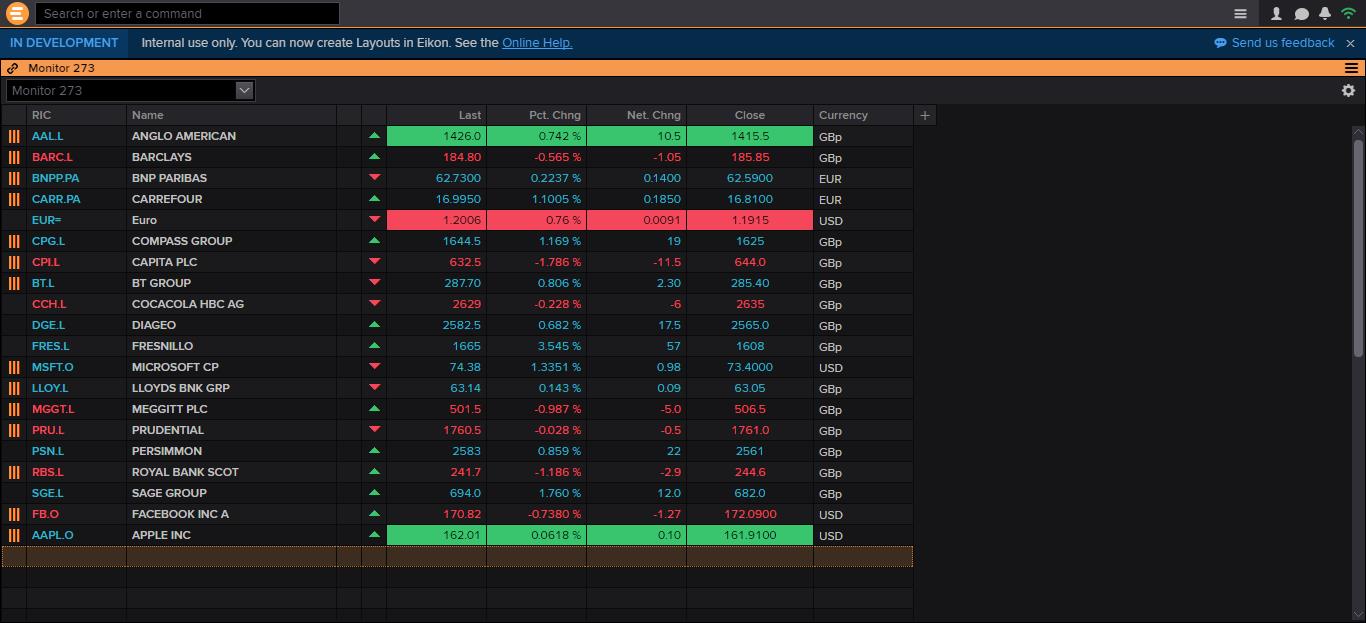 Search or enter a command
IN DEVELOPMENT Internal use only. You can now create Layouts in Eikon. See the Online Help. Send us feedback
Monitor 273
Monitor 273
RIC Name Last Pct. Chng Net. Chng Close Currency +
AAL.L ANGLO AMERICAN 1426.0 0.742 % 10.5 1415.5 GBp
BARC.L BARCLAYS 184.80 -0.565 % -1.05 185.85 GBp
BNPP.PA BNP PARIBAS 62.7300 0.2237 % 0.1400 62.5900 EUR
CARR.PA CARREFOUR 16.9950 1.1005 % 0.1850 16.8100 EUR
EUR= Euro 1.2006 0.76 % 0.0091 1.1915 USD
CPG.L COMPASS GROUP 1644.5 1.169 % 19 1625 GBp
CPI.L CAPITA PLC 632.5 -1.786 % -11.5 644.0 GBp
BT.L BT GROUP 287.70 0.806 % 2.30 285.40 GBp
CCH.L COCACOLA HBC AG 2629 -0.228 % -6 2635 GBp
DGE.L DIAGEO 2582.5 0.682 % 17.5 2565.0 GBp
FRES.L FRESNILLO 1665 3.545 % 57 1608 GBp
MSFT.O MICROSOFT CP 74.38 1.3351 % 0.98 73.4000 USD
LLOY.L LLOYDS BNK GRP 63.14 0.143 % 0.09 63.05 GBp
MGGT.L MEGGITT PLC 501.5 -0.987 % -5.0 506.5 GBp
PRU.L PRUDENTIAL 1760.5 -0.028 % -0.5 1761.0 GBp
PSN.L PERSIMMON 2583 0.859 % 22 2561 GBp
RBS.L ROYAL BANK SCOT 241.7 -1.186 % -2.9 244.6 GBp
SGE.L SAGE GROUP 694.0 1.760 % 12.0 682.0 GBp
FB.O FACEBOOK INC A 170.82 -0.7380 % -1.27 172.0900 USD
AAPL.O APPLE INC 162.01 0.0618 % 0.10 161.9100 USD